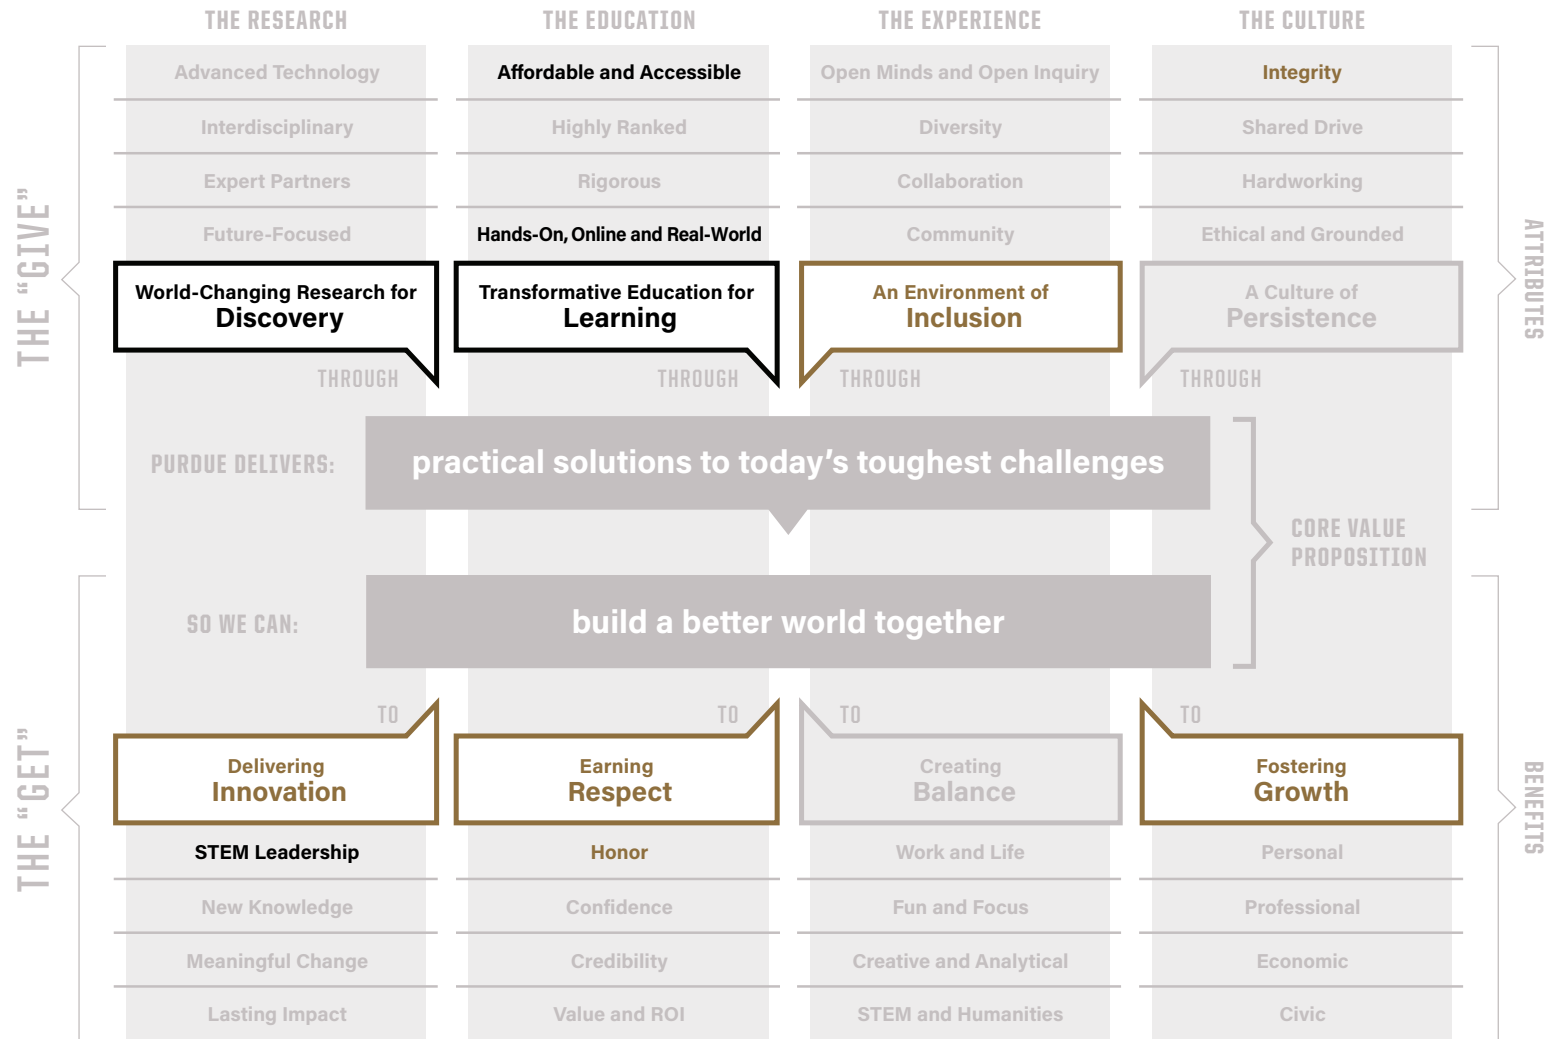 THE RESEARCH
THE EDUCATION
THE EXPERIENCE
THE CULTURE
THE “GIVE”
ATTRIBUTES
Advanced Technology
Affordable and Accessible
Open Minds and Open Inquiry
Integrity
Interdisciplinary
Highly Ranked
Diversity
Shared Drive
Expert Partners
Rigorous
Collaboration
Hardworking
Future-Focused
Hands-On, Online and Real-World
Community
Ethical and Grounded
World-Changing Research for
Discovery
Transformative Education for
Learning
An Environment of
Inclusion
A Culture of
Persistence
THROUGH
THROUGH
THROUGH
THROUGH
PURDUE DELIVERS:
practical solutions to today’s toughest challenges
CORE VALUE
PROPOSITION
SO WE CAN:
build a better world together
THE “GET”
BENEFITS
TO
TO
TO
TO
Delivering
Innovation
Earning
Respect
Creating
Balance
Fostering
Growth
STEM Leadership
Honor
Work and Life
Personal
New Knowledge
Confidence
Fun and Focus
Professional
Meaningful Change
Credibility
Creative and Analytical
Economic
Lasting Impact
Value and ROI
STEM and Humanities
Civic